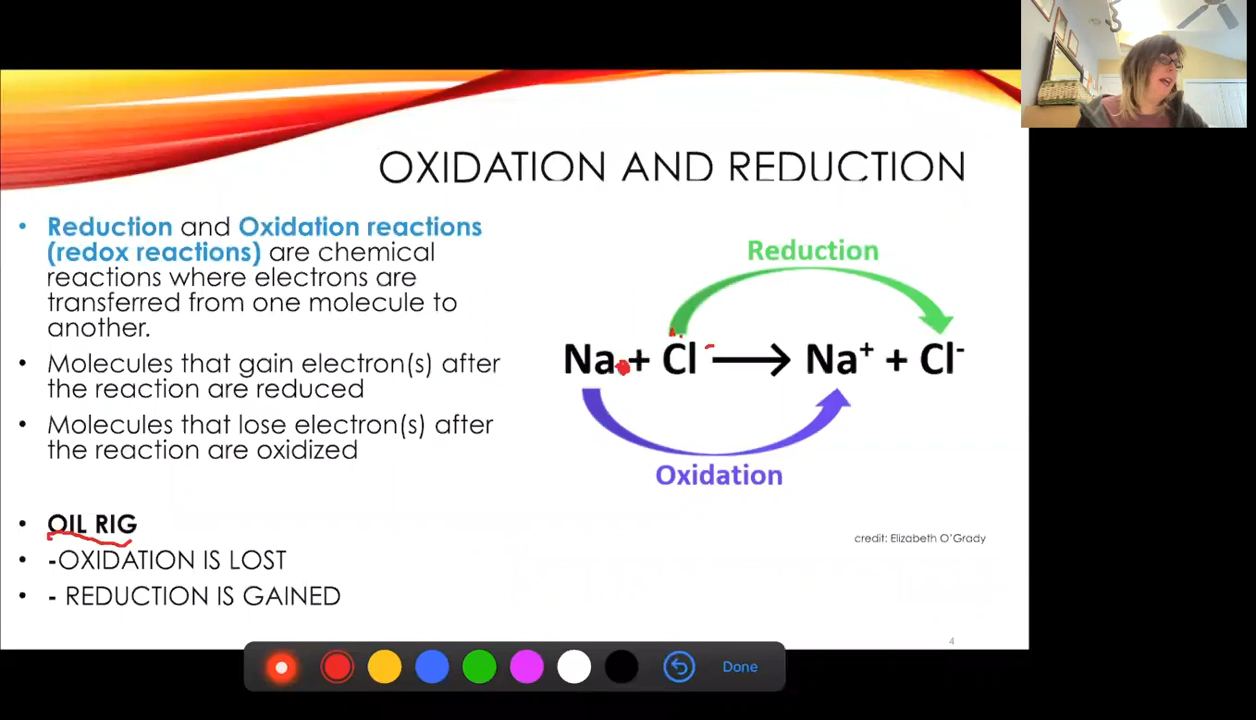 OXIDATION AND REDUCTION
• Reduction and Oxidation reactions
(redox reactions) are chemical
reactions where electrons are
transferred from one molecule to
another.
• Molecules that gain electron(s) after
the reaction are reduced
• Molecules that lose electron(s) after
the reaction are oxidized
• OIL RIG
• -OXIDATION IS LOST
• - REDUCTION IS GAINED
Reduction
Na + Cl ⟶ Na⁺ + Cl⁻
Oxidation
credit: Elizabeth O'Grady
4
Done